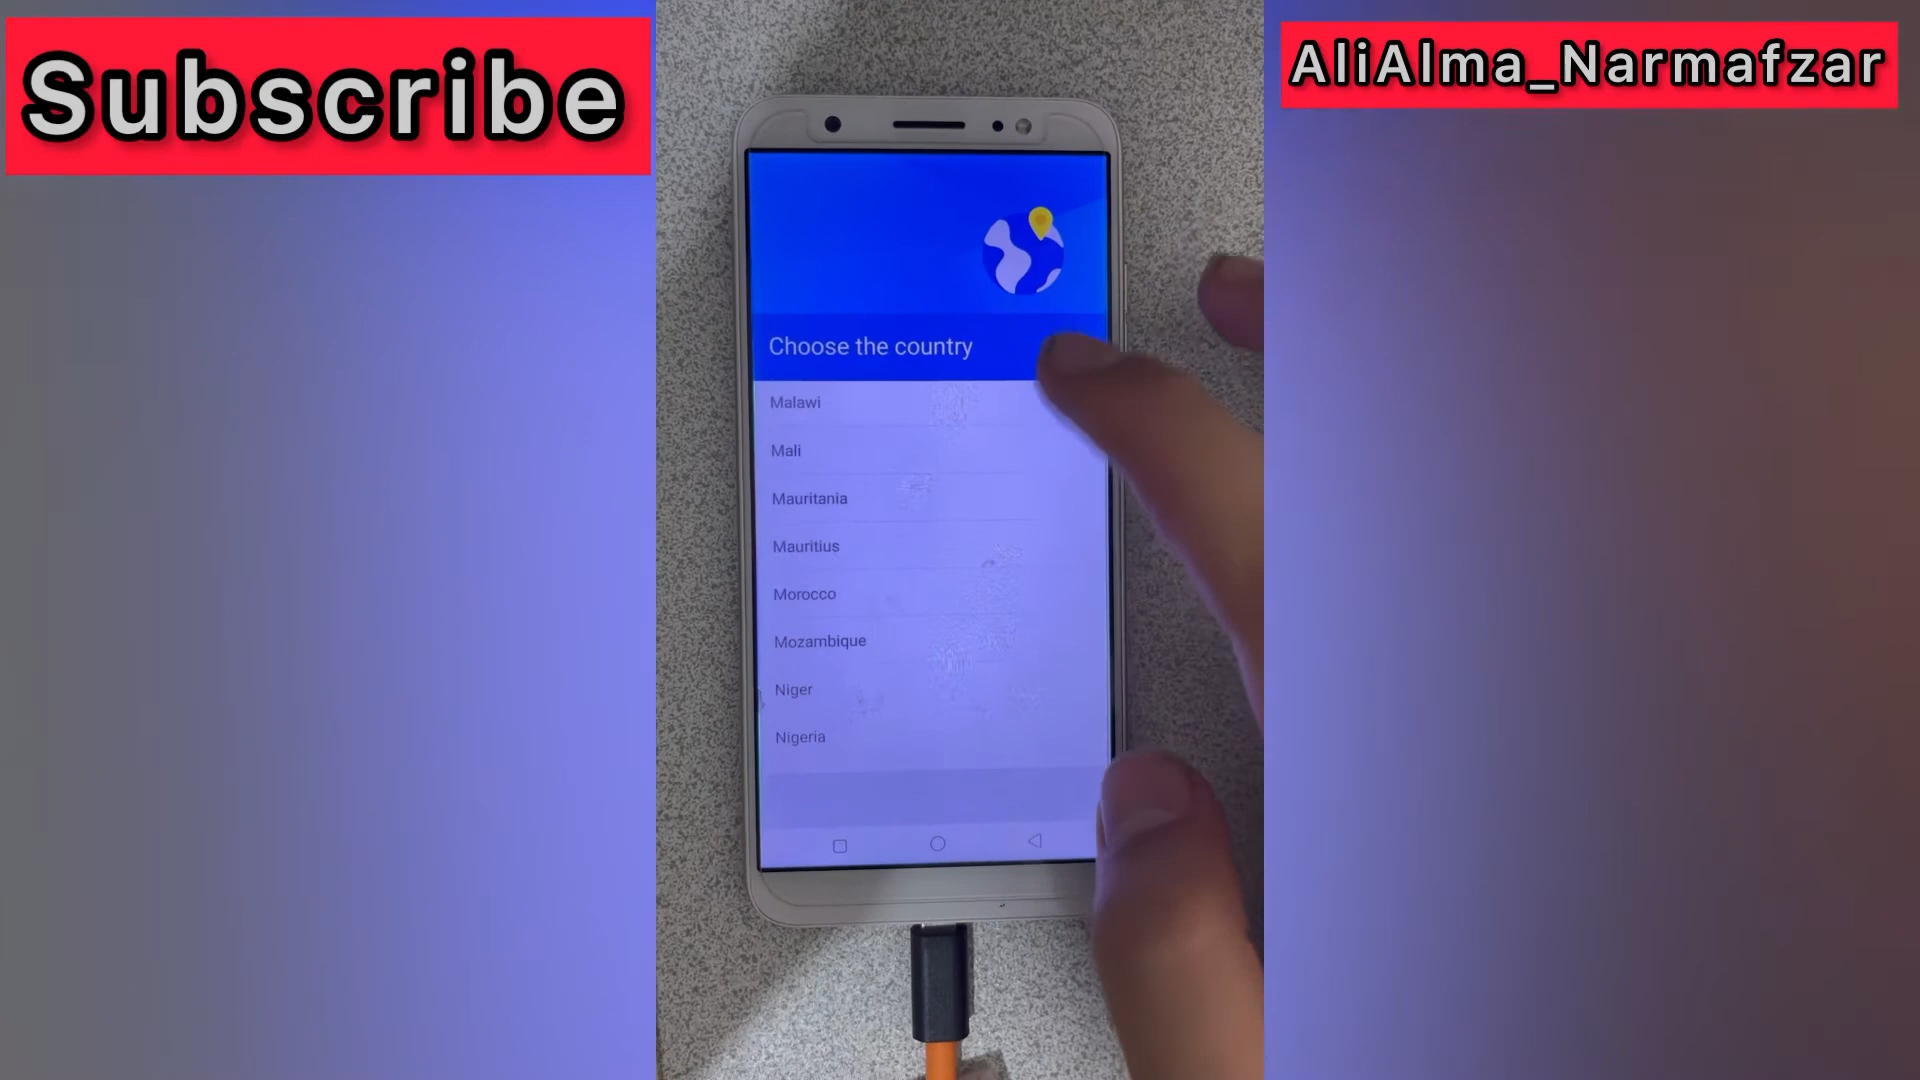 Subscribe
AliAlma_Narmafzar
Choose the country
Malawi
Mali
Mauritania
Mauritius
Morocco
Mozambique
Niger
Nigeria